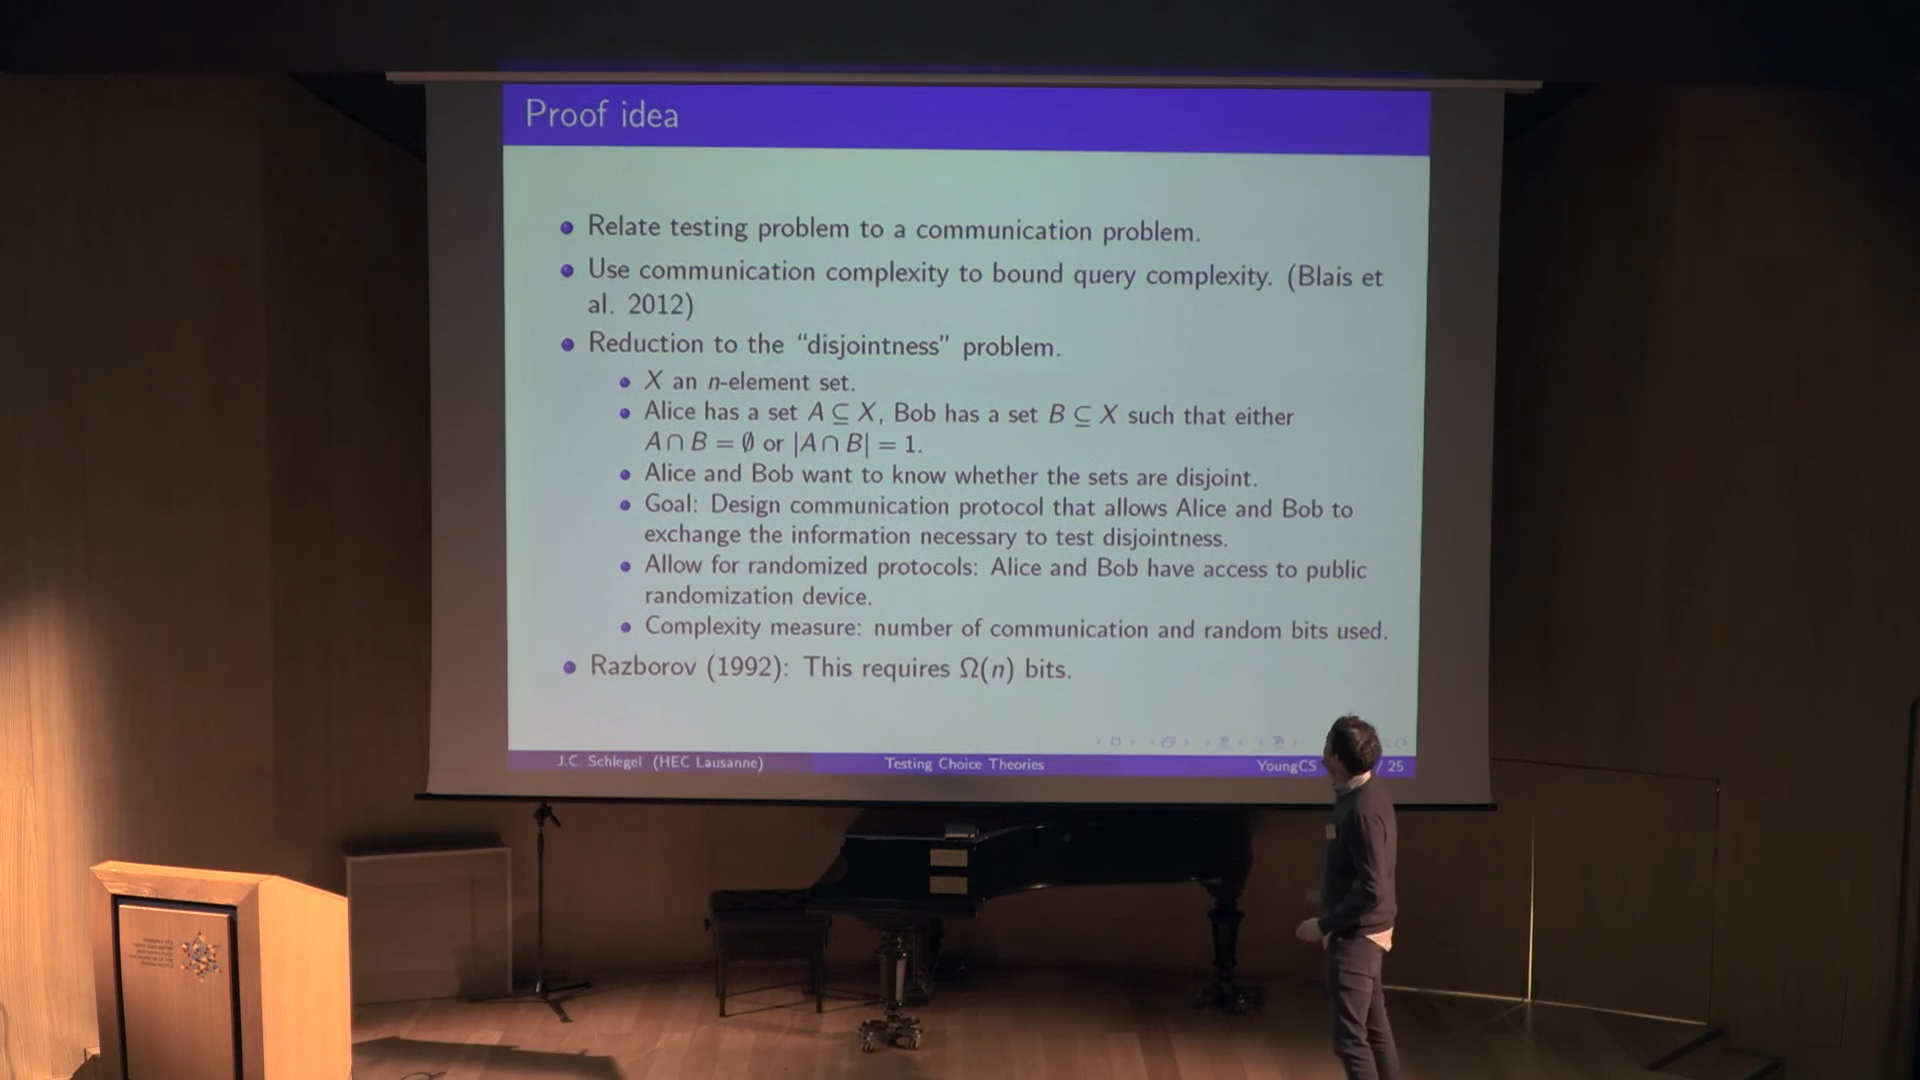 Proof idea
Relate testing problem to a communication problem.
Use communication complexity to bound query complexity. (Blais et
al. 2012)
Reduction to the “disjointness” problem.
X an n-element set.
Alice has a set A ⊆ X, Bob has a set B ⊆ X such that either
A ∩ B = ∅ or |A ∩ B| = 1.
Alice and Bob want to know whether the sets are disjoint.
Goal: Design communication protocol that allows Alice and Bob to
exchange the information necessary to test disjointness.
Allow for randomized protocols: Alice and Bob have access to public
randomization device.
Complexity measure: number of communication and random bits used.
Razborov (1992): This requires Ω(n) bits.
J.C. Schlegel (HEC Lausanne) Testing Choice Theories YoungCS / 25